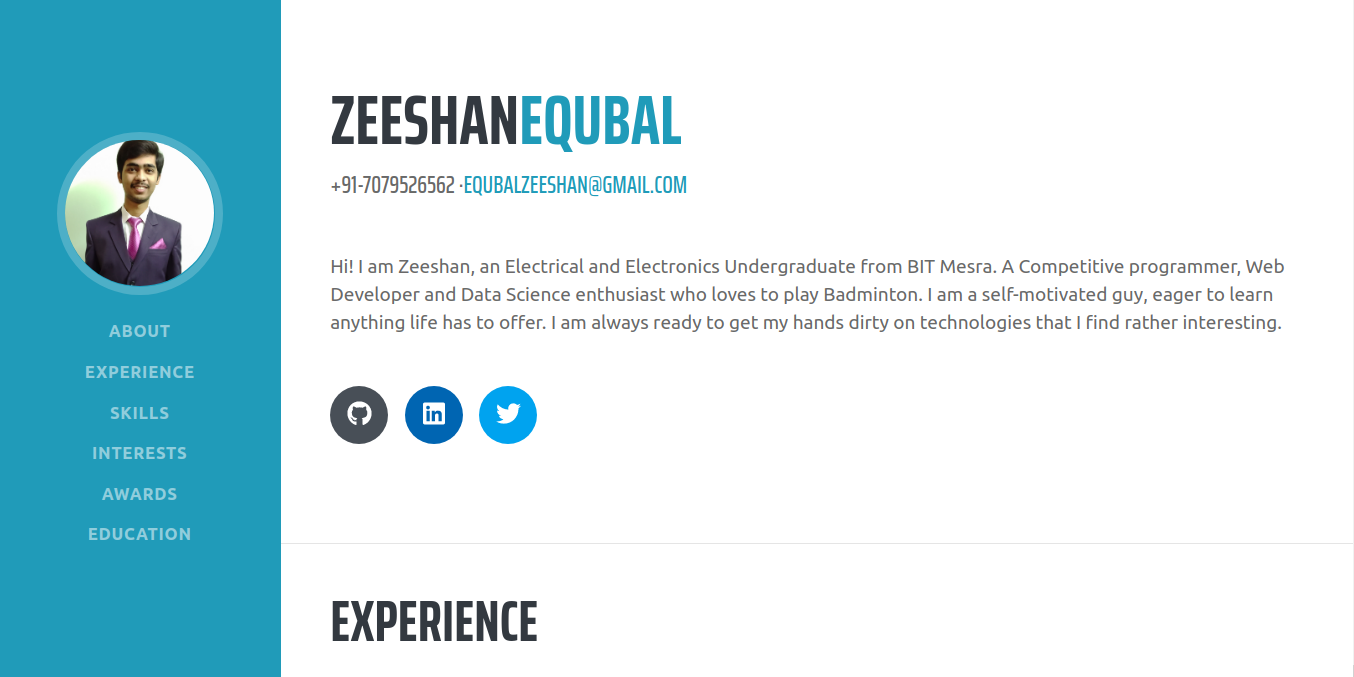 ABOUT
EXPERIENCE
SKILLS
INTERESTS
AWARDS
EDUCATION
ZEESHANEQUBAL
+91-7079526562 ·EQUBALZEESHAN@GMAIL.COM
Hi! I am Zeeshan, an Electrical and Electronics Undergraduate from BIT Mesra. A Competitive programmer, Web
Developer and Data Science enthusiast who loves to play Badminton. I am a self-motivated guy, eager to learn
anything life has to offer. I am always ready to get my hands dirty on technologies that I find rather interesting.
in
EXPERIENCE